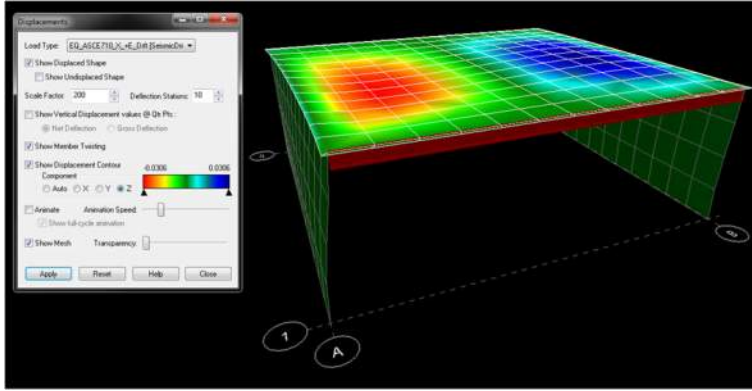 Displacements
Load Type: EQ_ASCE710_X_+E_Drft [SeismicDri
Show Displaced Shape
Show Undisplaced Shape
Scale Factor: 200 Deflection Stations: 10
Show Vertical Displacement values @ Qtr Pts :
Net Deflection Gross Deflection
Show Member Twisting
Show Displacement Contour
-0.0306 0.0306
Component
Auto X Y Z
Animate Animation Speed:
Show full-cycle animation
Show Mesh Transparency:
Apply Reset Help Close
1
A